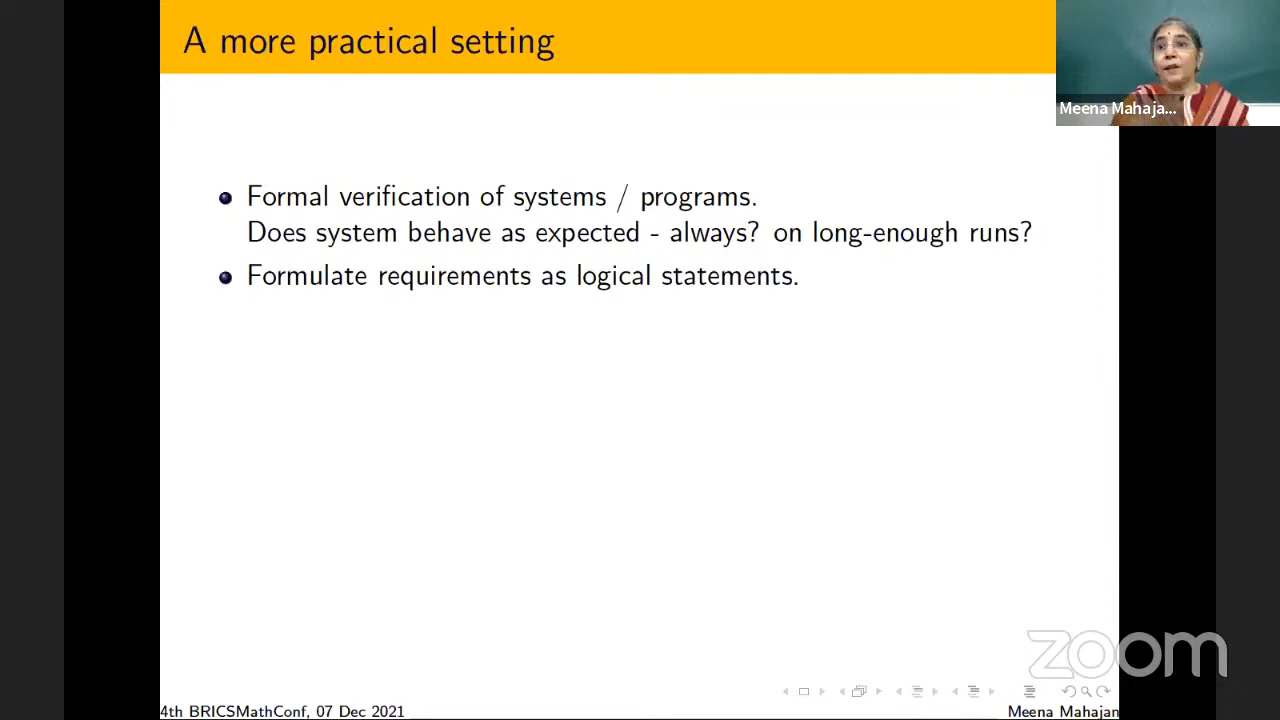 A more practical setting
Meena Mahaja...
Formal verification of systems / programs.
Does system behave as expected - always? on long-enough runs?
Formulate requirements as logical statements.
zoom
4th BRICSMathConf, 07 Dec 2021
Meena Mahajan